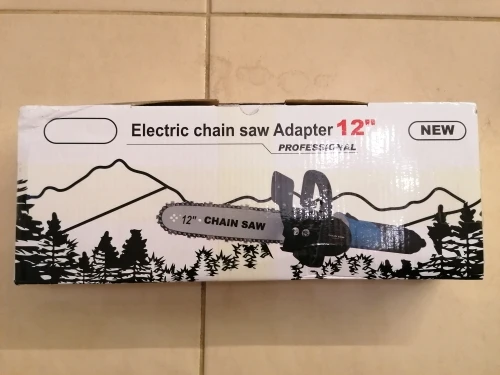 Electric chain saw Adapter 12"
PROFESSIONAL
NEW
12" CHAIN SAW